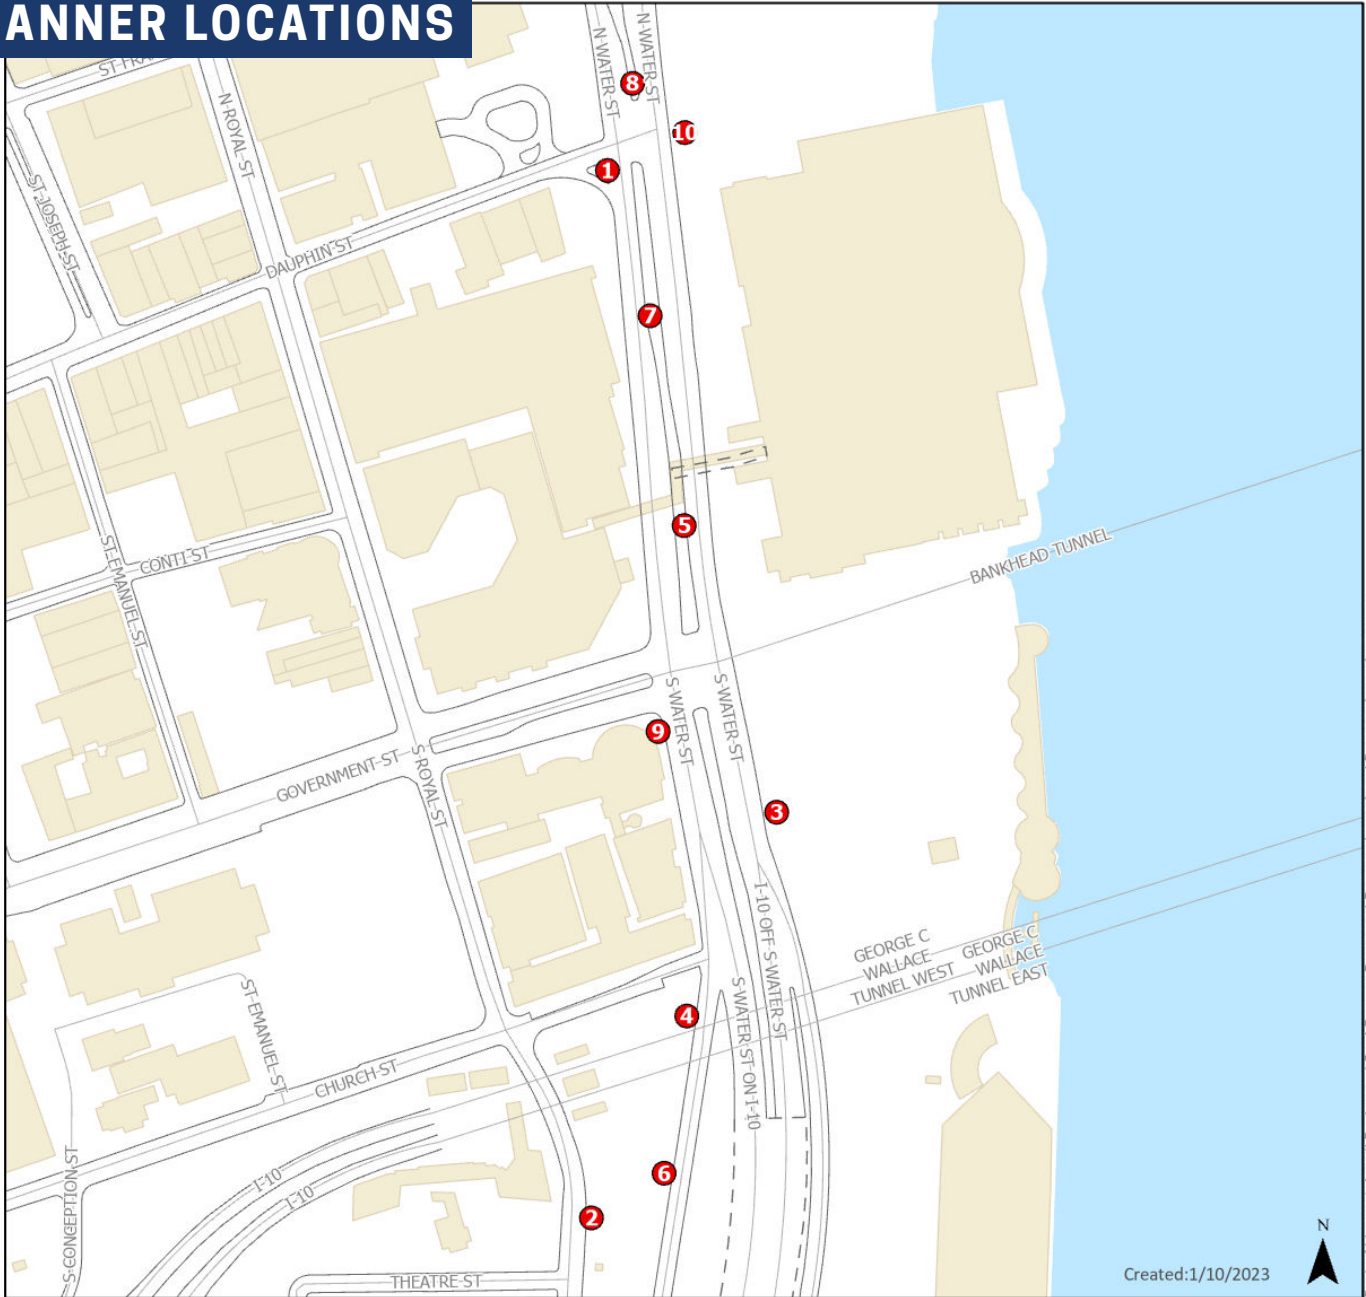 ANNER LOCATIONS
N-WATER-ST
N-WATER-ST
8
10
1
N-ROYAL-ST
ST-JOSEPH-ST
DAUPHIN-ST
7
5
CONTI-ST
ST-EMANUEL-ST
BANKHEAD-TUNNEL
S-WATER-ST
S-WATER-ST
9
GOVERNMENT-ST
S-ROYAL-ST
3
I-10-OFF-S-WATER-ST
GEORGE C
WALLACE
TUNNEL WEST
GEORGE C
WALLACE
TUNNEL EAST
S-WATER ST ON I-10
4
ST-EMANUEL-ST
CHURCH-ST
6
I-10
I-10
2
S-CONCEPTION-ST
THEATRE-ST
N
Created:1/10/2023